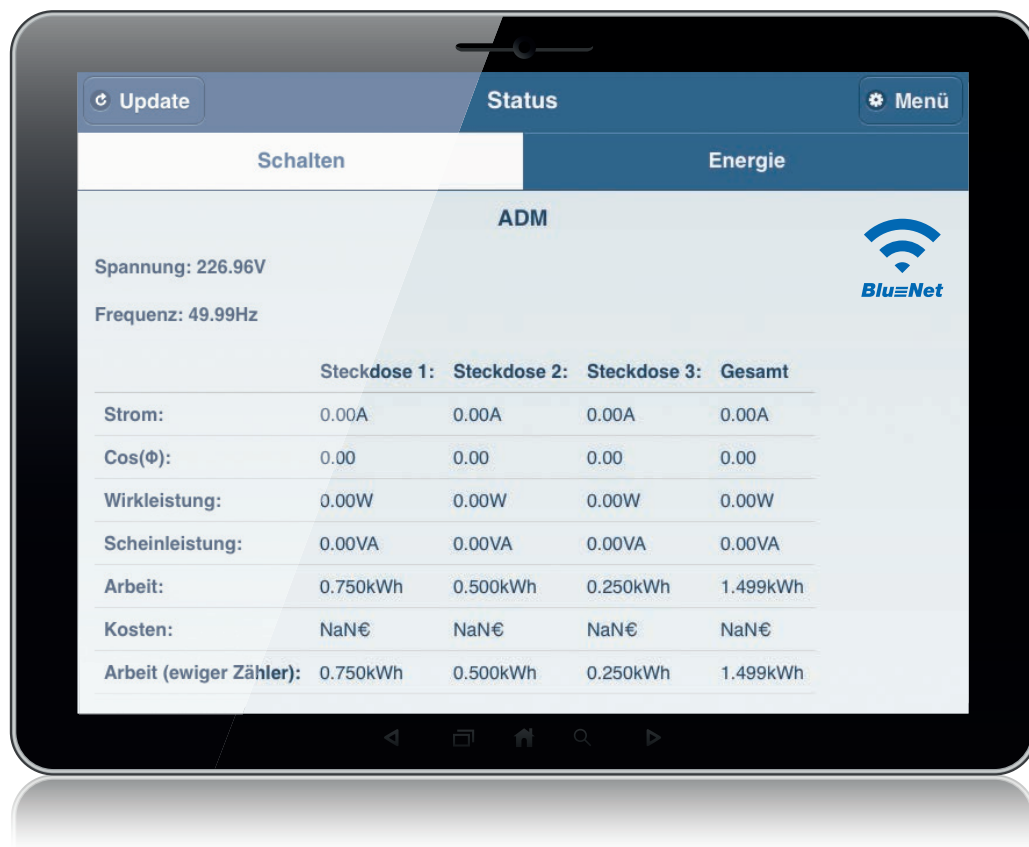 Update Status Menü
Schalten Energie
ADM
Spannung: 226.96V
BlueNet
Frequenz: 49.99Hz
Steckdose 1: Steckdose 2: Steckdose 3: Gesamt
Strom: 0.00A 0.00A 0.00A 0.00A
Cos(Φ): 0.00 0.00 0.00 0.00
Wirkleistung: 0.00W 0.00W 0.00W 0.00W
Scheinleistung: 0.00VA 0.00VA 0.00VA 0.00VA
Arbeit: 0.750kWh 0.500kWh 0.250kWh 1.499kWh
Kosten: NaN€ NaN€ NaN€ NaN€
Arbeit (ewiger Zähler): 0.750kWh 0.500kWh 0.250kWh 1.499kWh